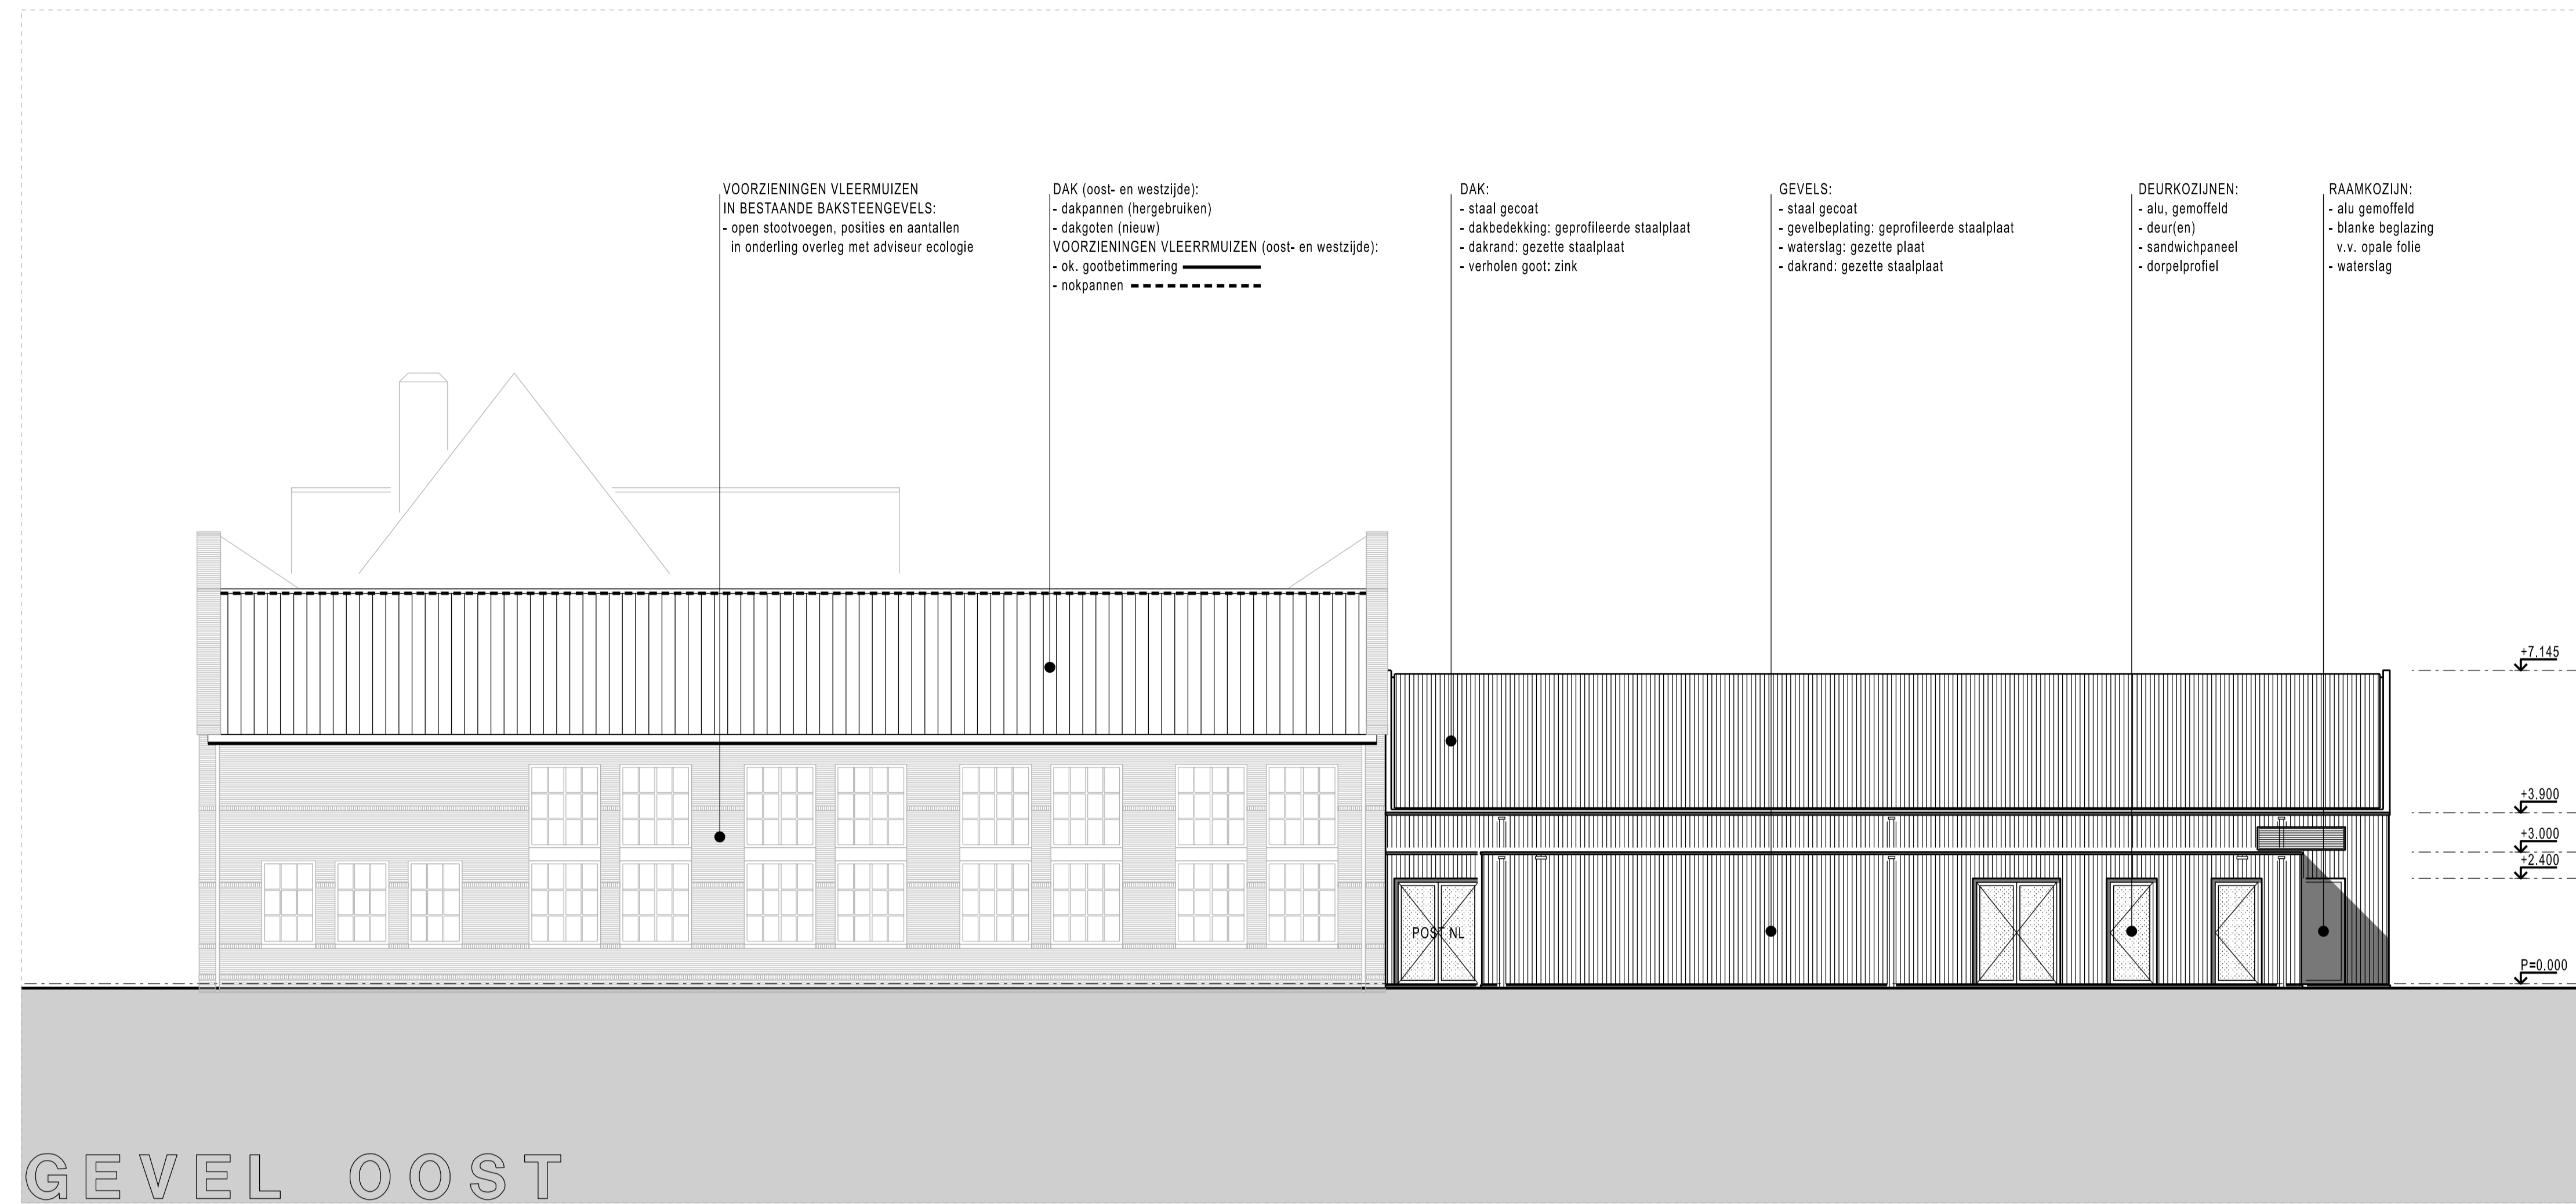 VOORZIENINGEN VLEERMUIZEN
IN BESTAANDE BAKSTEENGEVELS:
- open stootvoegen, posities en aantallen
in onderling overleg met adviseur ecologie
DAK (oost- en westzijde):
- dakpannen (hergebruiken)
- dakgoten (nieuw)
VOORZIENINGEN VLEERRMUIZEN (oost- en westzijde):
- ok. gootbetimmering
- nokpannen
DAK:
- staal gecoat
- dakbedekking: geprofileerde staalplaat
- dakrand: gezette staalplaat
- verholen goot: zink
GEVELS:
- staal gecoat
- gevelbeplating: geprofileerde staalplaat
- waterslag: gezette plaat
- dakrand: gezette staalplaat
DEURKOZIJNEN:
- alu, gemoffeld
- deur(en)
- sandwichpaneel
- dorpelprofiel
RAAMKOZIJN:
- alu gemoffeld
- blanke beglazing
v.v. opale folie
- waterslag
+7.145
+3.900
+3.000
+2.400
POST NL
P=0.000
GEVEL OOST